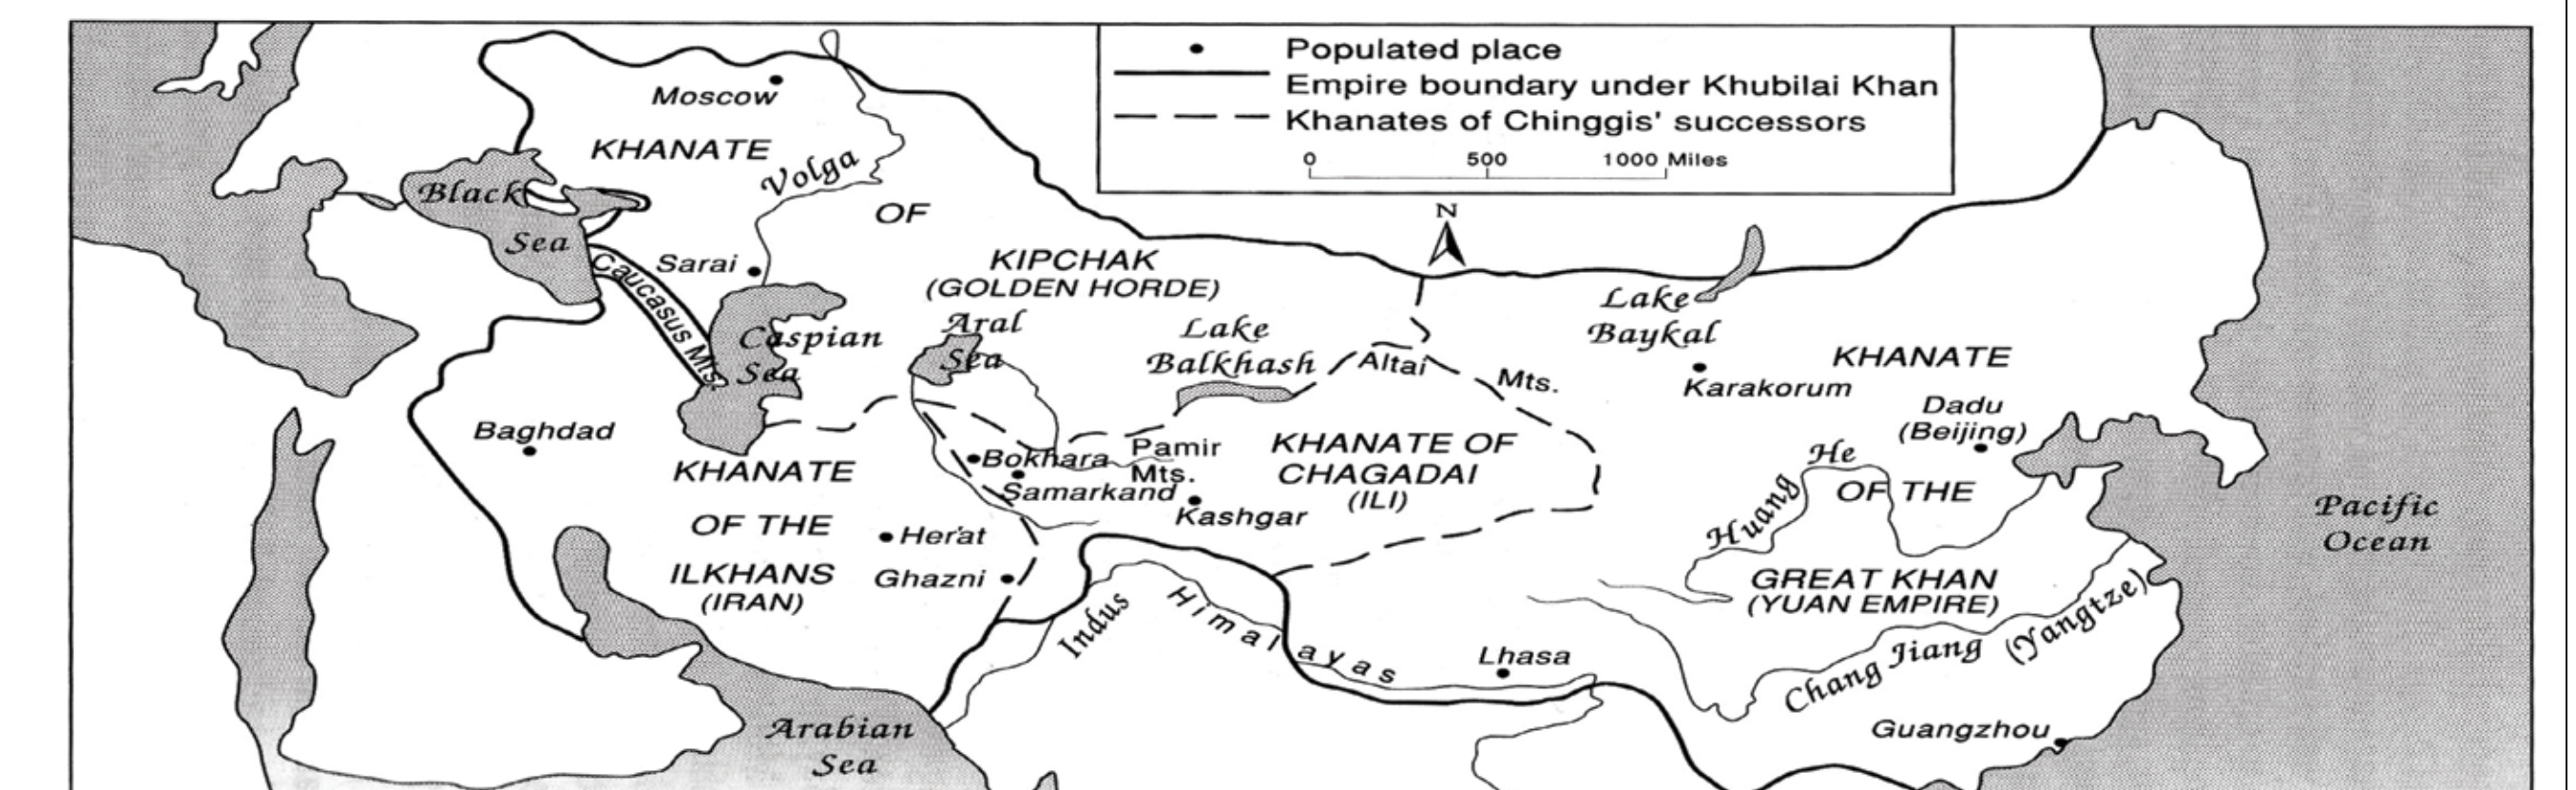 Populated place
Empire boundary under Khubilai Khan
Khanates of Chinggis' successors
0 500 1000 Miles
N
Moscow
KHANATE
Volga
OF
KIPCHAK
(GOLDEN HORDE)
Black
Sea
Caucasus Mts.
Sarai
Caspian
Sea
Aral
Sea
Lake
Balkhash
Altai
Mts.
Lake
Baykal
Karakorum
KHANATE
Dadu
(Beijing)
Huang
He
OF THE
GREAT KHAN
(YUAN EMPIRE)
Chang Jiang (Yangtze)
Guangzhou
Pacific
Ocean
Baghdad
KHANATE
OF THE
ILKHANS
(IRAN)
Herat
Ghazni
Bokhara
Samarkand
Pamir
Mts.
Kashgar
KHANATE OF
CHAGADAI
(ILI)
Indus
Himalayas
Lhasa
Arabian
Sea